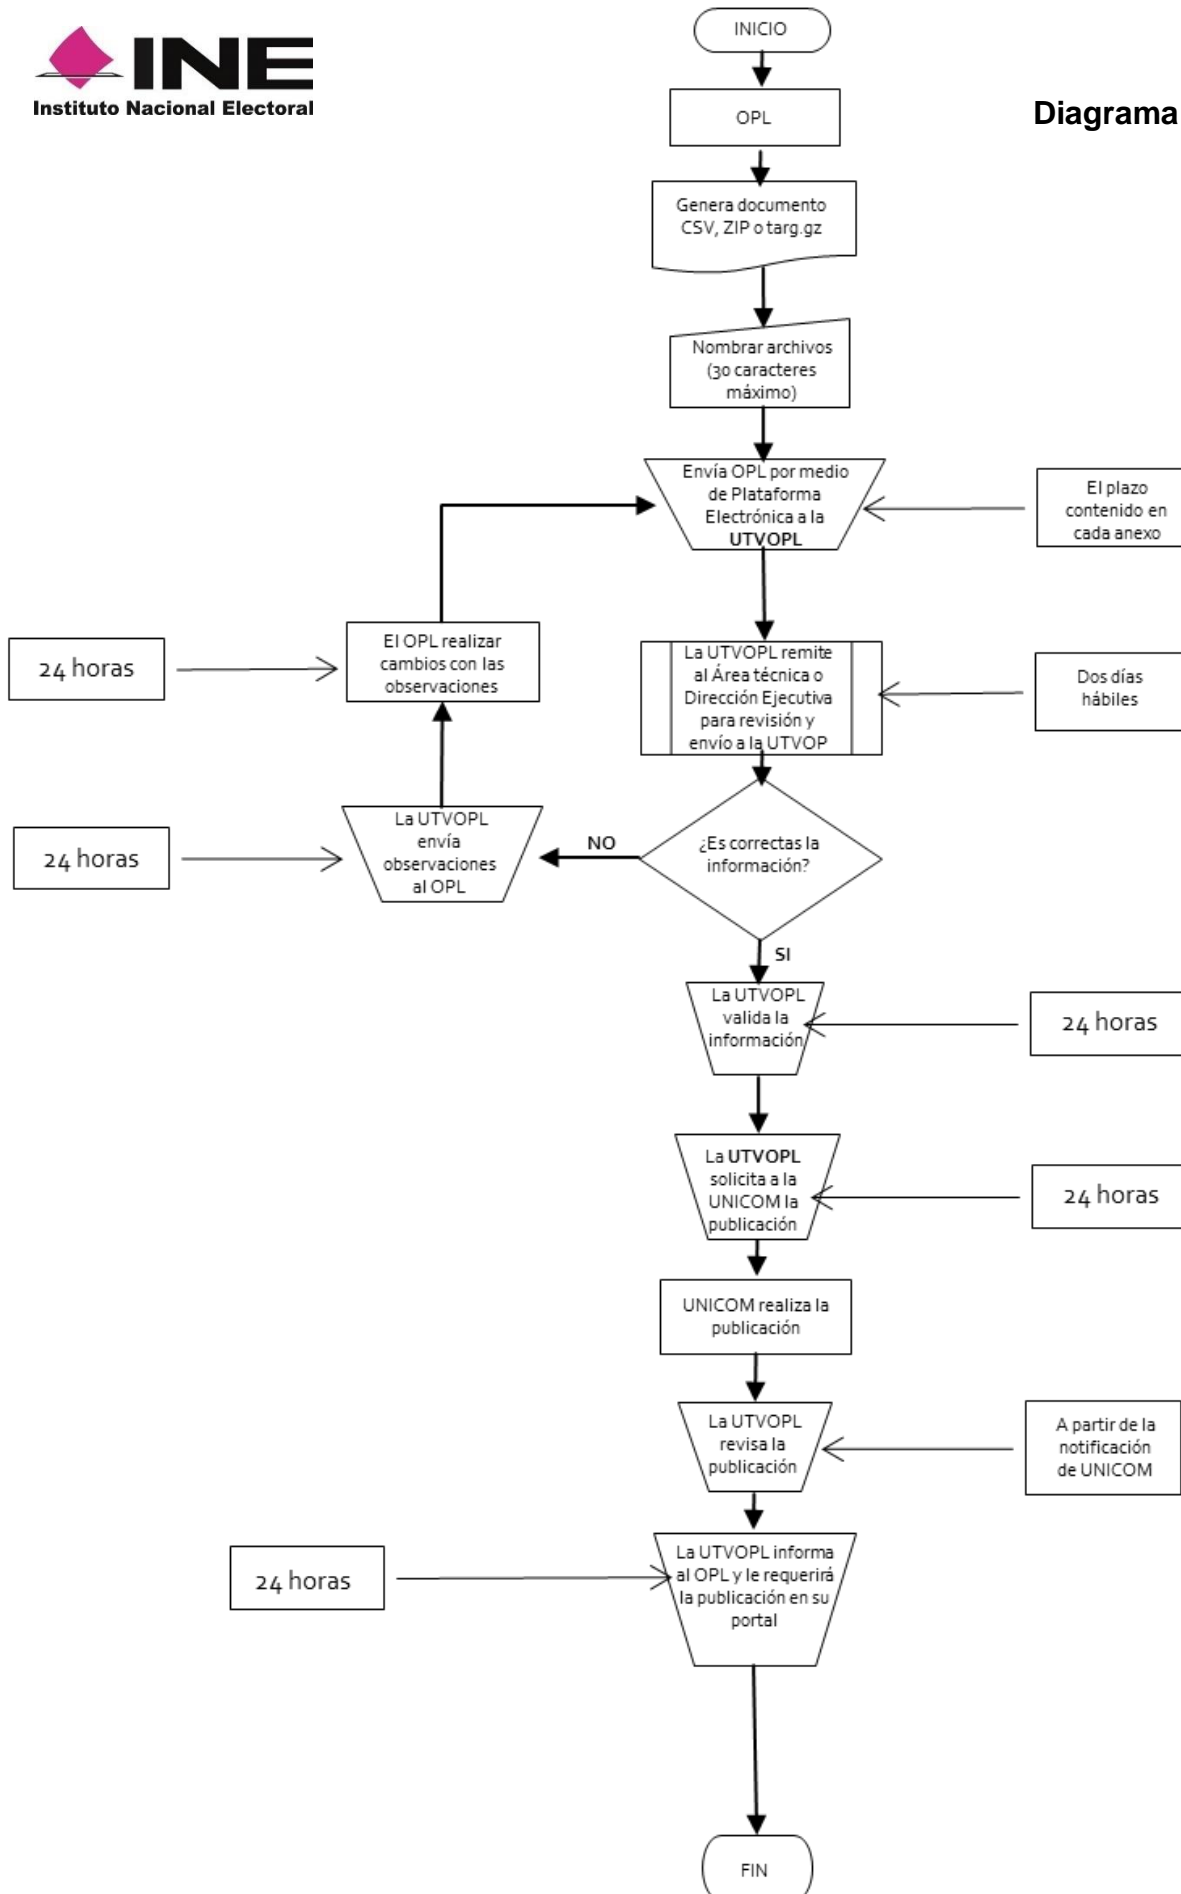 INE
Instituto Nacional Electoral
Diagrama
INICIO
OPL
Genera documento
CSV, ZIP o targ.gz
Nombrar archivos
(30 caracteres
máximo)
Envía OPL por medio
de Plataforma
Electrónica a la
UTVOPL
El plazo
contenido en
cada anexo
24 horas
El OPL realizar
cambios con las
observaciones
La UTVOPL remite
al Área técnica o
Dirección Ejecutiva
para revisión y
envío a la UTVOP
Dos días
hábiles
24 horas
La UTVOPL
envía
observaciones
al OPL
NO
¿Es correctas la
información?
SI
La UTVOPL
valida la
información
24 horas
La UTVOPL
solicita a la
UNICOM la
publicación
24 horas
UNICOM realiza la
publicación
La UTVOPL
revisa la
publicación
A partir de la
notificación
de UNICOM
24 horas
La UTVOPL informa
al OPL y le requerirá
la publicación en su
portal
FIN